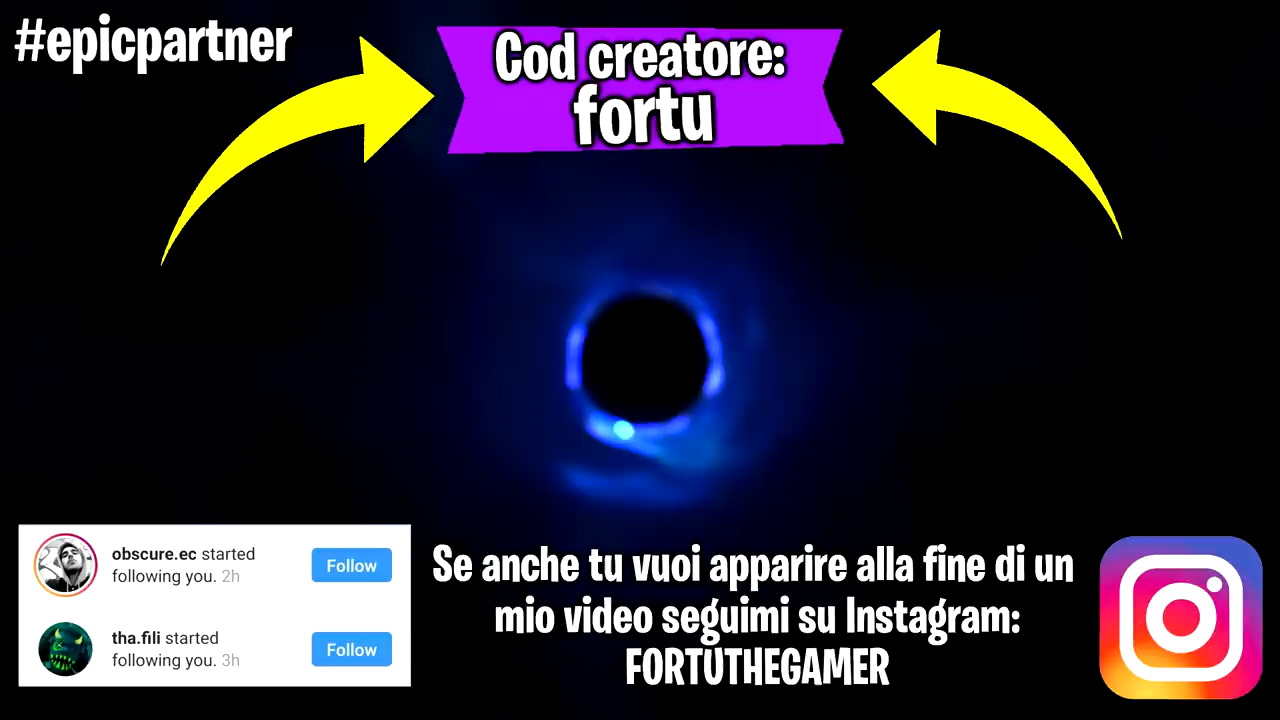 #epicpartner
Cod creatore:
fortu
obscure.ec started
following you. 2h
Follow
tha.fili started
following you. 3h
Follow
Se anche tu vuoi apparire alla fine di un
mio video seguimi su Instagram:
FORTUTHEGAMER